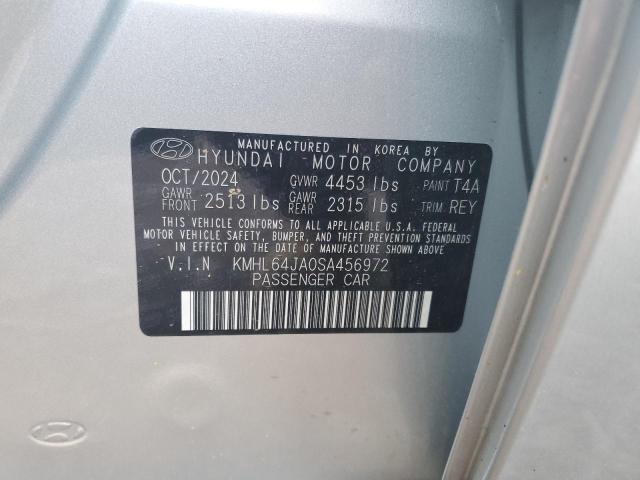 MANUFACTURED IN KOREA BY
HYUNDAI MOTOR COMPANY
OCT/2024 GVWR 4453 lbs PAINT T4A
GAWR FRONT 2513 lbs GAWR REAR 2315 lbs TRIM REY
THIS VEHICLE CONFORMS TO ALL APPLICABLE U.S.A. FEDERAL
MOTOR VEHICLE SAFETY, BUMPER, AND THEFT PREVENTION STANDARDS
IN EFFECT ON THE DATE OF MANUFACTURE SHOWN ABOVE
V.I.N KMHL64JA0SA456972
PASSENGER CAR